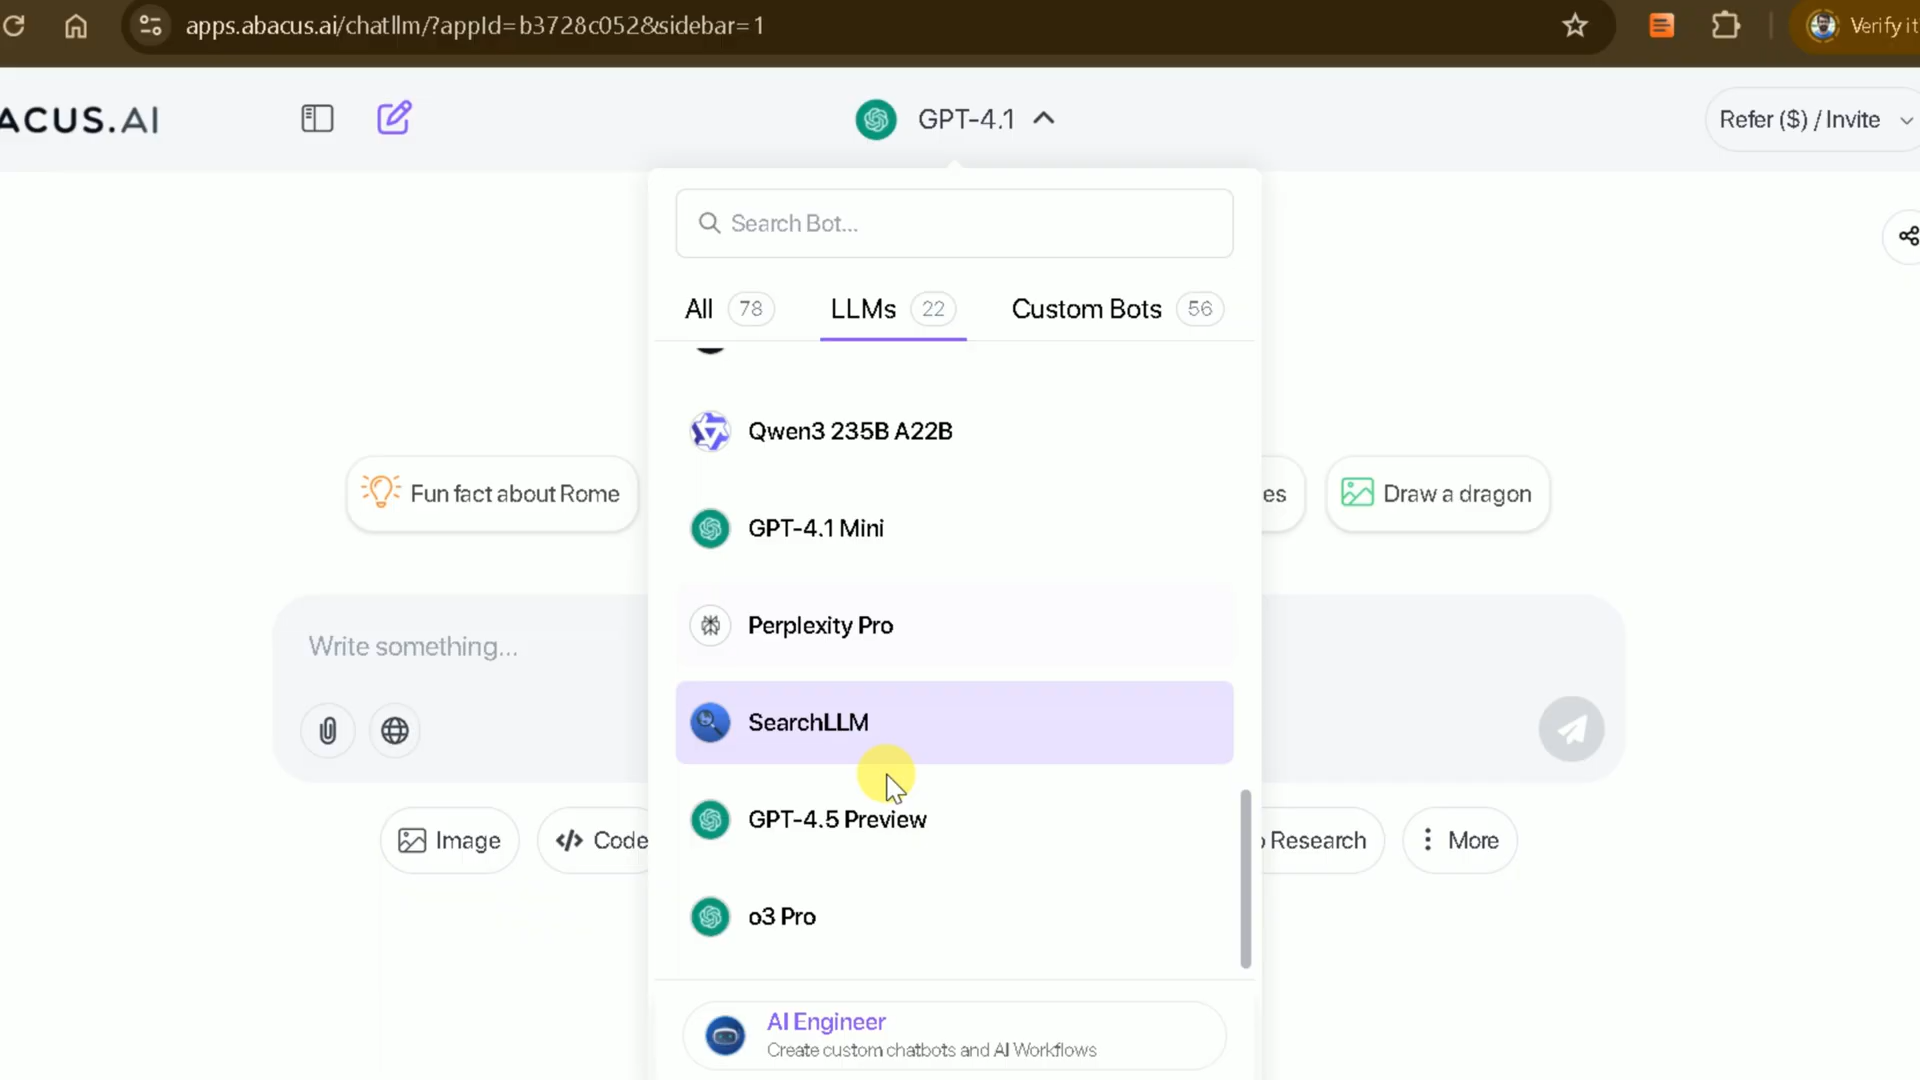 apps.abacus.ai/chatllm/?appId=b3728c052&sidebar=1
Verify it
ACUS.AI
GPT-4.1
Refer ($) / Invite
Search Bot...
All 78
LLMs 22
Custom Bots 56
Qwen3 235B A22B
Fun fact about Rome
es
Draw a dragon
GPT-4.1 Mini
Perplexity Pro
Write something...
SearchLLM
GPT-4.5 Preview
Image
Code
Research
More
o3 Pro
AI Engineer
Create custom chatbots and AI Workflows